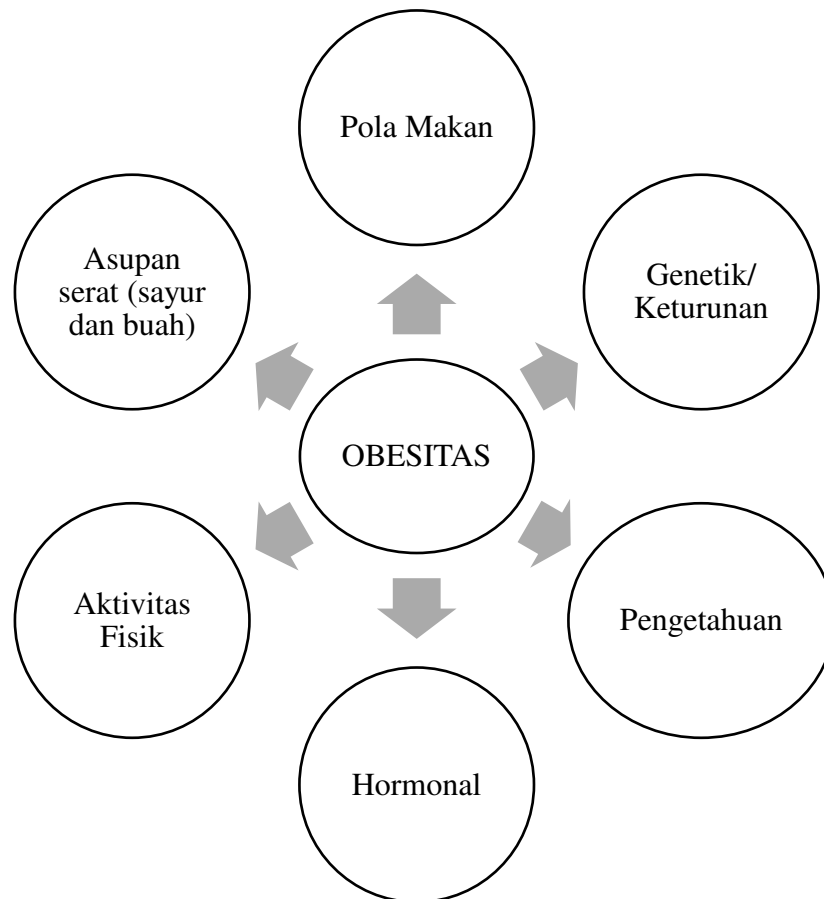 Pola Makan
Asupan
serat (sayur
dan buah)
Genetik/
Keturunan
OBESITAS
Aktivitas
Fisik
Pengetahuan
Hormonal